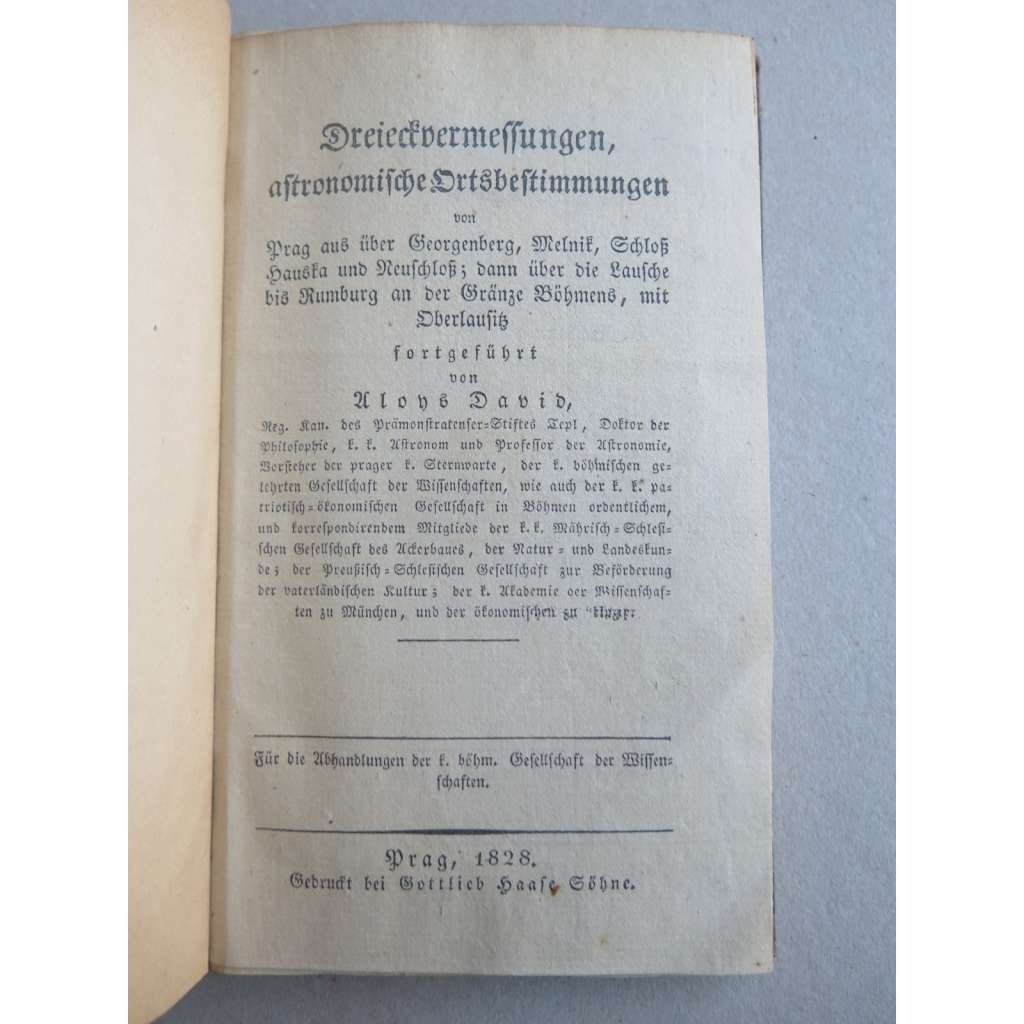 Dreieckvermessungen,
astronomische Ortsbestimmungen
von
Prag aus über Georgenberg, Melnik, Schloß
Hauska und Neuschloß; dann über die Lausche
bis Rumburg an der Gränze Böhmens, mit
Oberlausitz
fortgeführt
von
Aloys David,
Reg. Kan. des Prämonstratenser-Stiftes Tepl, Doktor der
Philosophie, k. k. Astronom und Professor der Astronomie,
Vorsteher der prager k. Sternwarte, der k. böhmischen ge-
lehrten Gesellschaft der Wissenschaften, wie auch der k. k. pa-
triotisch-ökonomischen Gesellschaft in Böhmen ordentlichem,
und korrespondirendem Mitgliede der k. k. Mährisch-Schlesi-
schen Gesellschaft des Ackerbaues, der Natur- und Landeskun-
de; der Preußisch-Schlesischen Gesellschaft zur Beförderung
der vaterländischen Kultur; der k. Akademie der Wissenschaf-
ten zu München, und der ökonomischen zu
Für die Abhandlungen der k. böhm. Gesellschaft der Wissen-
schaften.
Prag, 1828.
Gedruckt bei Gottlieb Haase Söhne.